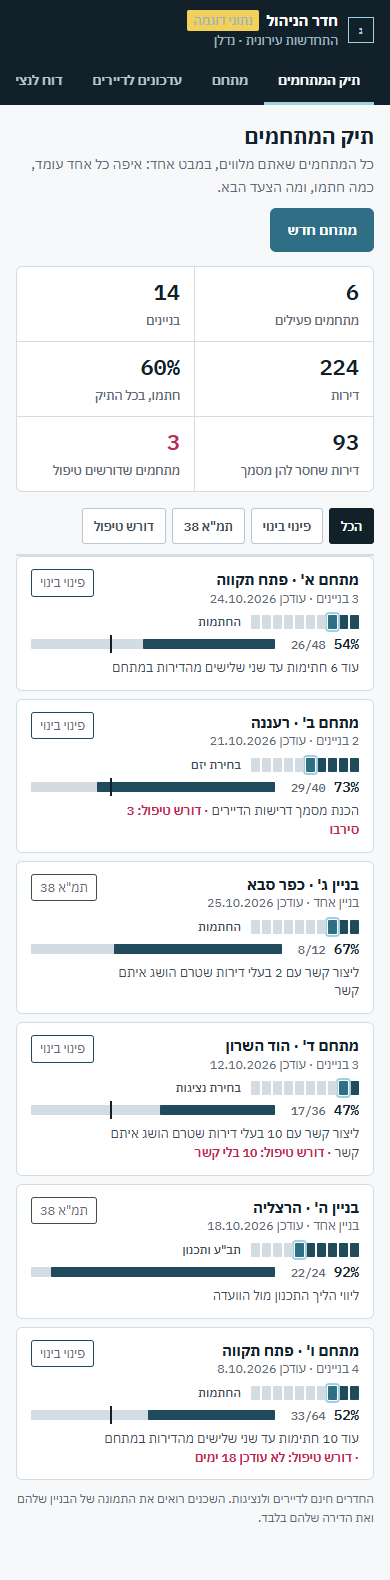 ג
חדר הניהול נתוני דוגמה
התחדשות עירונית · נדלן
תיק המתחמים מתחם עדכונים לדיירים דוח לנצי
תיק המתחמים
כל המתחמים שאתם מלווים, במבט אחד: איפה כל אחד עומד,
כמה חתמו, ומה הצעד הבא.
מתחם חדש
6 14
מתחמים פעילים בניינים
224 60%
דירות חתמו, בכל התיק
93 3
דירות שחסר להן מסמך מתחמים שדורשים טיפול
הכל פינוי בינוי תמ"א 38 דורש טיפול
מתחם א' · פתח תקווה פינוי בינוי
3 בניינים · עודכן 24.10.2026
החתמות
54% 26/48
עוד 6 חתימות עד שני שלישים מהדירות במתחם
מתחם ב' · רעננה פינוי בינוי
2 בניינים · עודכן 21.10.2026
בחירת יזם
73% 29/40
הכנת מסמך דרישות הדיירים · דורש טיפול: 3
סירבו
בניין ג' · כפר סבא תמ"א 38
בניין אחד · עודכן 25.10.2026
החתמות
67% 8/12
ליצור קשר עם 2 בעלי דירות שטרם הושג איתם
קשר
מתחם ד' · הוד השרון פינוי בינוי
3 בניינים · עודכן 12.10.2026
בחירת נציגות
47% 17/36
ליצור קשר עם 10 בעלי דירות שטרם הושג איתם
קשר · דורש טיפול: 10 בלי קשר
בניין ה' · הרצליה תמ"א 38
בניין אחד · עודכן 18.10.2026
תב"ע ותכנון
92% 22/24
ליווי הליך התכנון מול הוועדה
מתחם ו' · פתח תקווה פינוי בינוי
4 בניינים · עודכן 8.10.2026
החתמות
52% 33/64
עוד 10 חתימות עד שני שלישים מהדירות במתחם
· דורש טיפול: לא עודכן 18 ימים
החדרים חינם לדיירים ולנציגות. השכנים רואים את התמונה של הבניין שלהם
ואת הדירה שלהם בלבד.